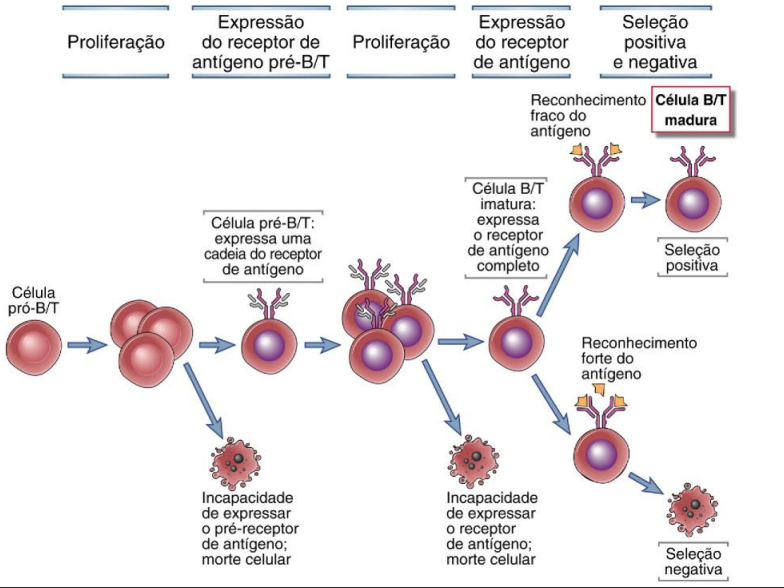 Proliferação
Expressão
do receptor de
antígeno pré-B/T
Proliferação
Expressão
do receptor
de antígeno
Seleção
positiva
e negativa
Reconhecimento
fraco do
antígeno
Célula B/T
madura
Célula B/T
imatura:
expressa
o receptor
de antígeno
completo
Célula pré-B/T:
expressa uma
cadeia do receptor
de antígeno
Seleção
positiva
Célula
pró-B/T
Reconhecimento
forte do
antígeno
Incapacidade
de expressar
o pré-receptor
de antígeno;
morte celular
Incapacidade
de expressar
o receptor
de antígeno;
morte celular
Seleção
negativa